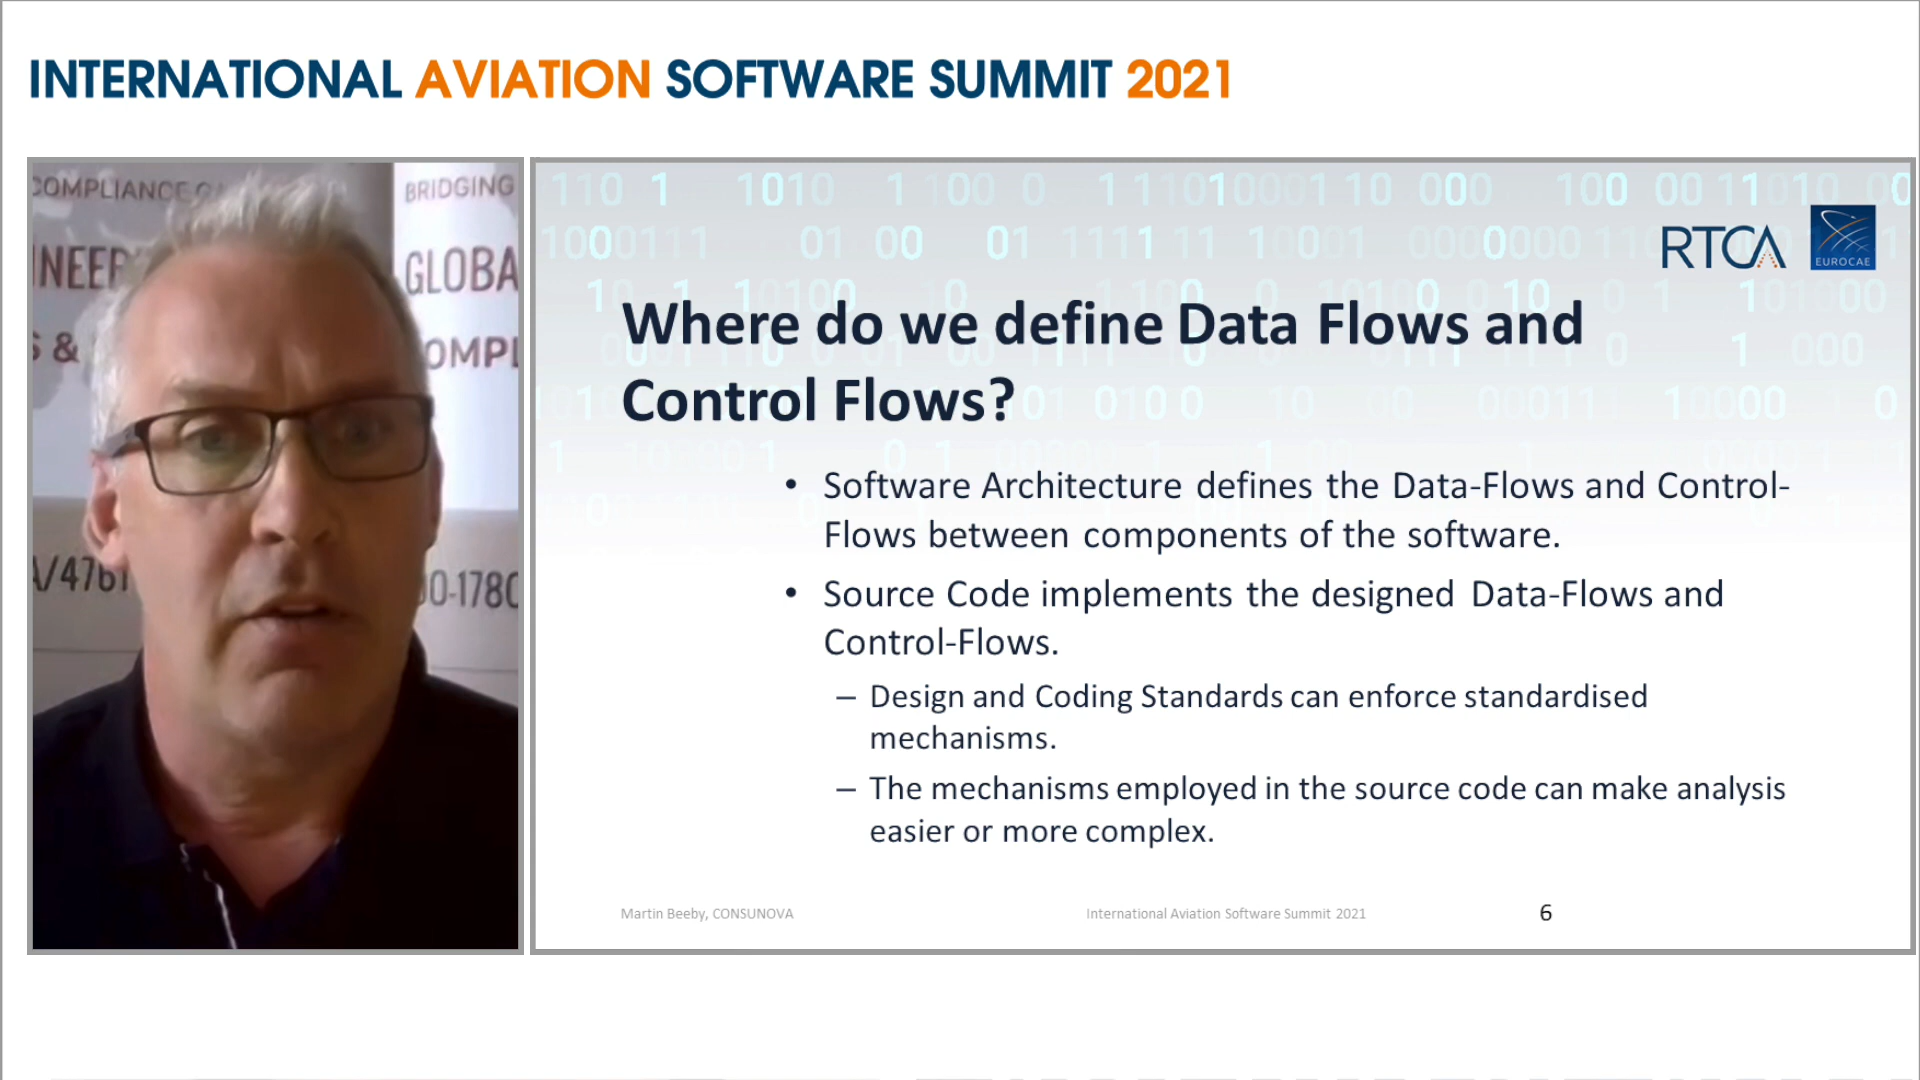 INTERNATIONAL AVIATION SOFTWARE SUMMIT 2021
COMPLIANCE
BRIDGING
GLOBA
& 
OMPL
RTCA
EUROCAE
Where do we define Data Flows and
Control Flows?
• Software Architecture defines the Data-Flows and Control-
Flows between components of the software.
• Source Code implements the designed Data-Flows and
Control-Flows.
– Design and Coding Standards can enforce standardised
mechanisms.
– The mechanisms employed in the source code can make analysis
easier or more complex.
Martin Beeby, CONSUNOVA
International Aviation Software Summit 2021
6